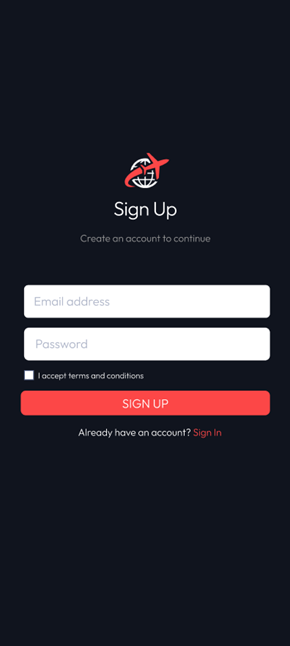 Sign Up
Create an account to continue
Email address
Password
I accept terms and conditions
SIGN UP
Already have an account? Sign In